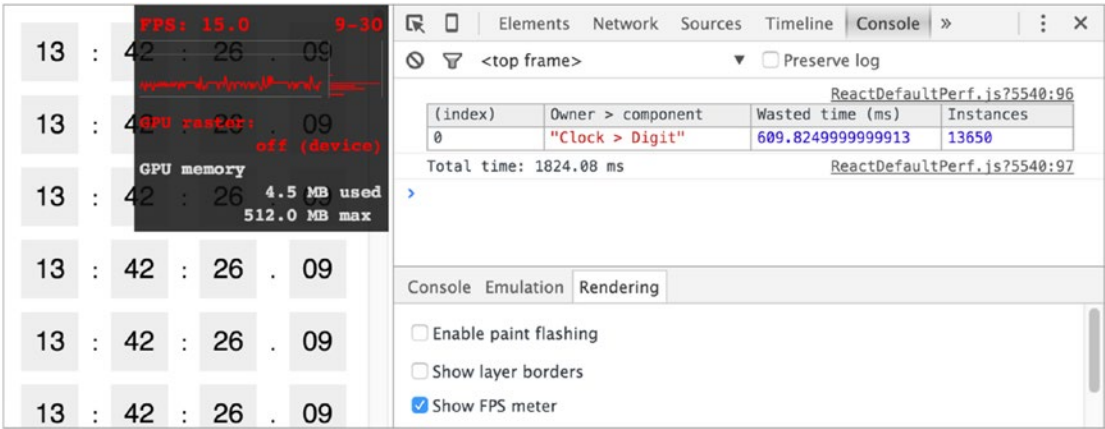 FPS: 15.0 9-30
13 : 42 : 26 . 09
13 : 42 : 26 . 09
GPU raster:
off (device)
GPU memory
13 : 42 : 26 . 09
4.5 MB used
512.0 MB max
13 : 42 : 26 . 09
13 : 42 : 26 . 09
13 : 42 : 26 . 09
Elements Network Sources Timeline Console »
<top frame> ▼ Preserve log
ReactDefaultPerf.js?5540:96
(index) Owner > component Wasted time (ms) Instances
0 "Clock > Digit" 609.8249999999913 13650
Total time: 1824.08 ms ReactDefaultPerf.js?5540:97
>
Console Emulation Rendering
Enable paint flashing
Show layer borders
Show FPS meter